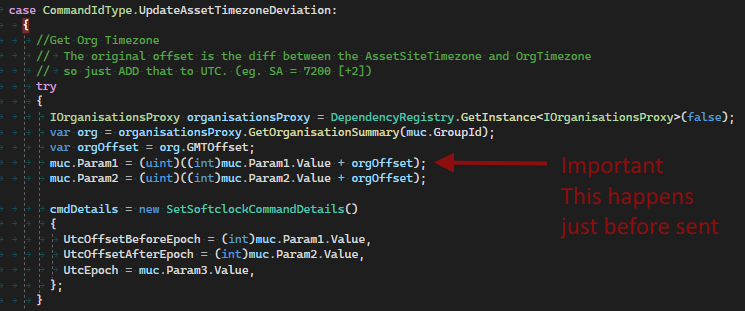 case CommandIdType.UpdateAssetTimezoneDeviation:
{
//Get Org Timezone
// The original offset is the diff between the AssetSiteTimezone and OrgTimezone
// so just ADD that to UTC. (eg. SA = 7200 [+2])
try
{
IOrganisationsProxy organisationsProxy = DependencyRegistry.GetInstance<IOrganisationsProxy>(false);
var org = organisationsProxy.GetOrganisationSummary(muc.GroupId);
var orgOffset = org.GMTOffset;
muc.Param1 = (uint)((int)muc.Param1.Value + orgOffset);
muc.Param2 = (uint)((int)muc.Param2.Value + orgOffset);
cmdDetails = new SetSoftclockCommandDetails()
{
UtcOffsetBeforeEpoch = (int)muc.Param1.Value,
UtcOffsetAfterEpoch = (int)muc.Param2.Value,
UtcEpoch = muc.Param3.Value,
};
}
Important
This happens
just before sent